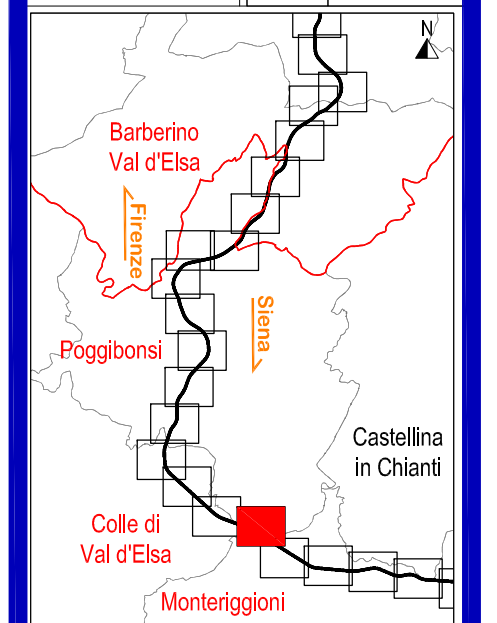 N
Barberino
Val d'Elsa
Firenze
Siena
Poggibonsi
Castellina
in Chianti
Colle di
Val d'Elsa
Monteriggioni